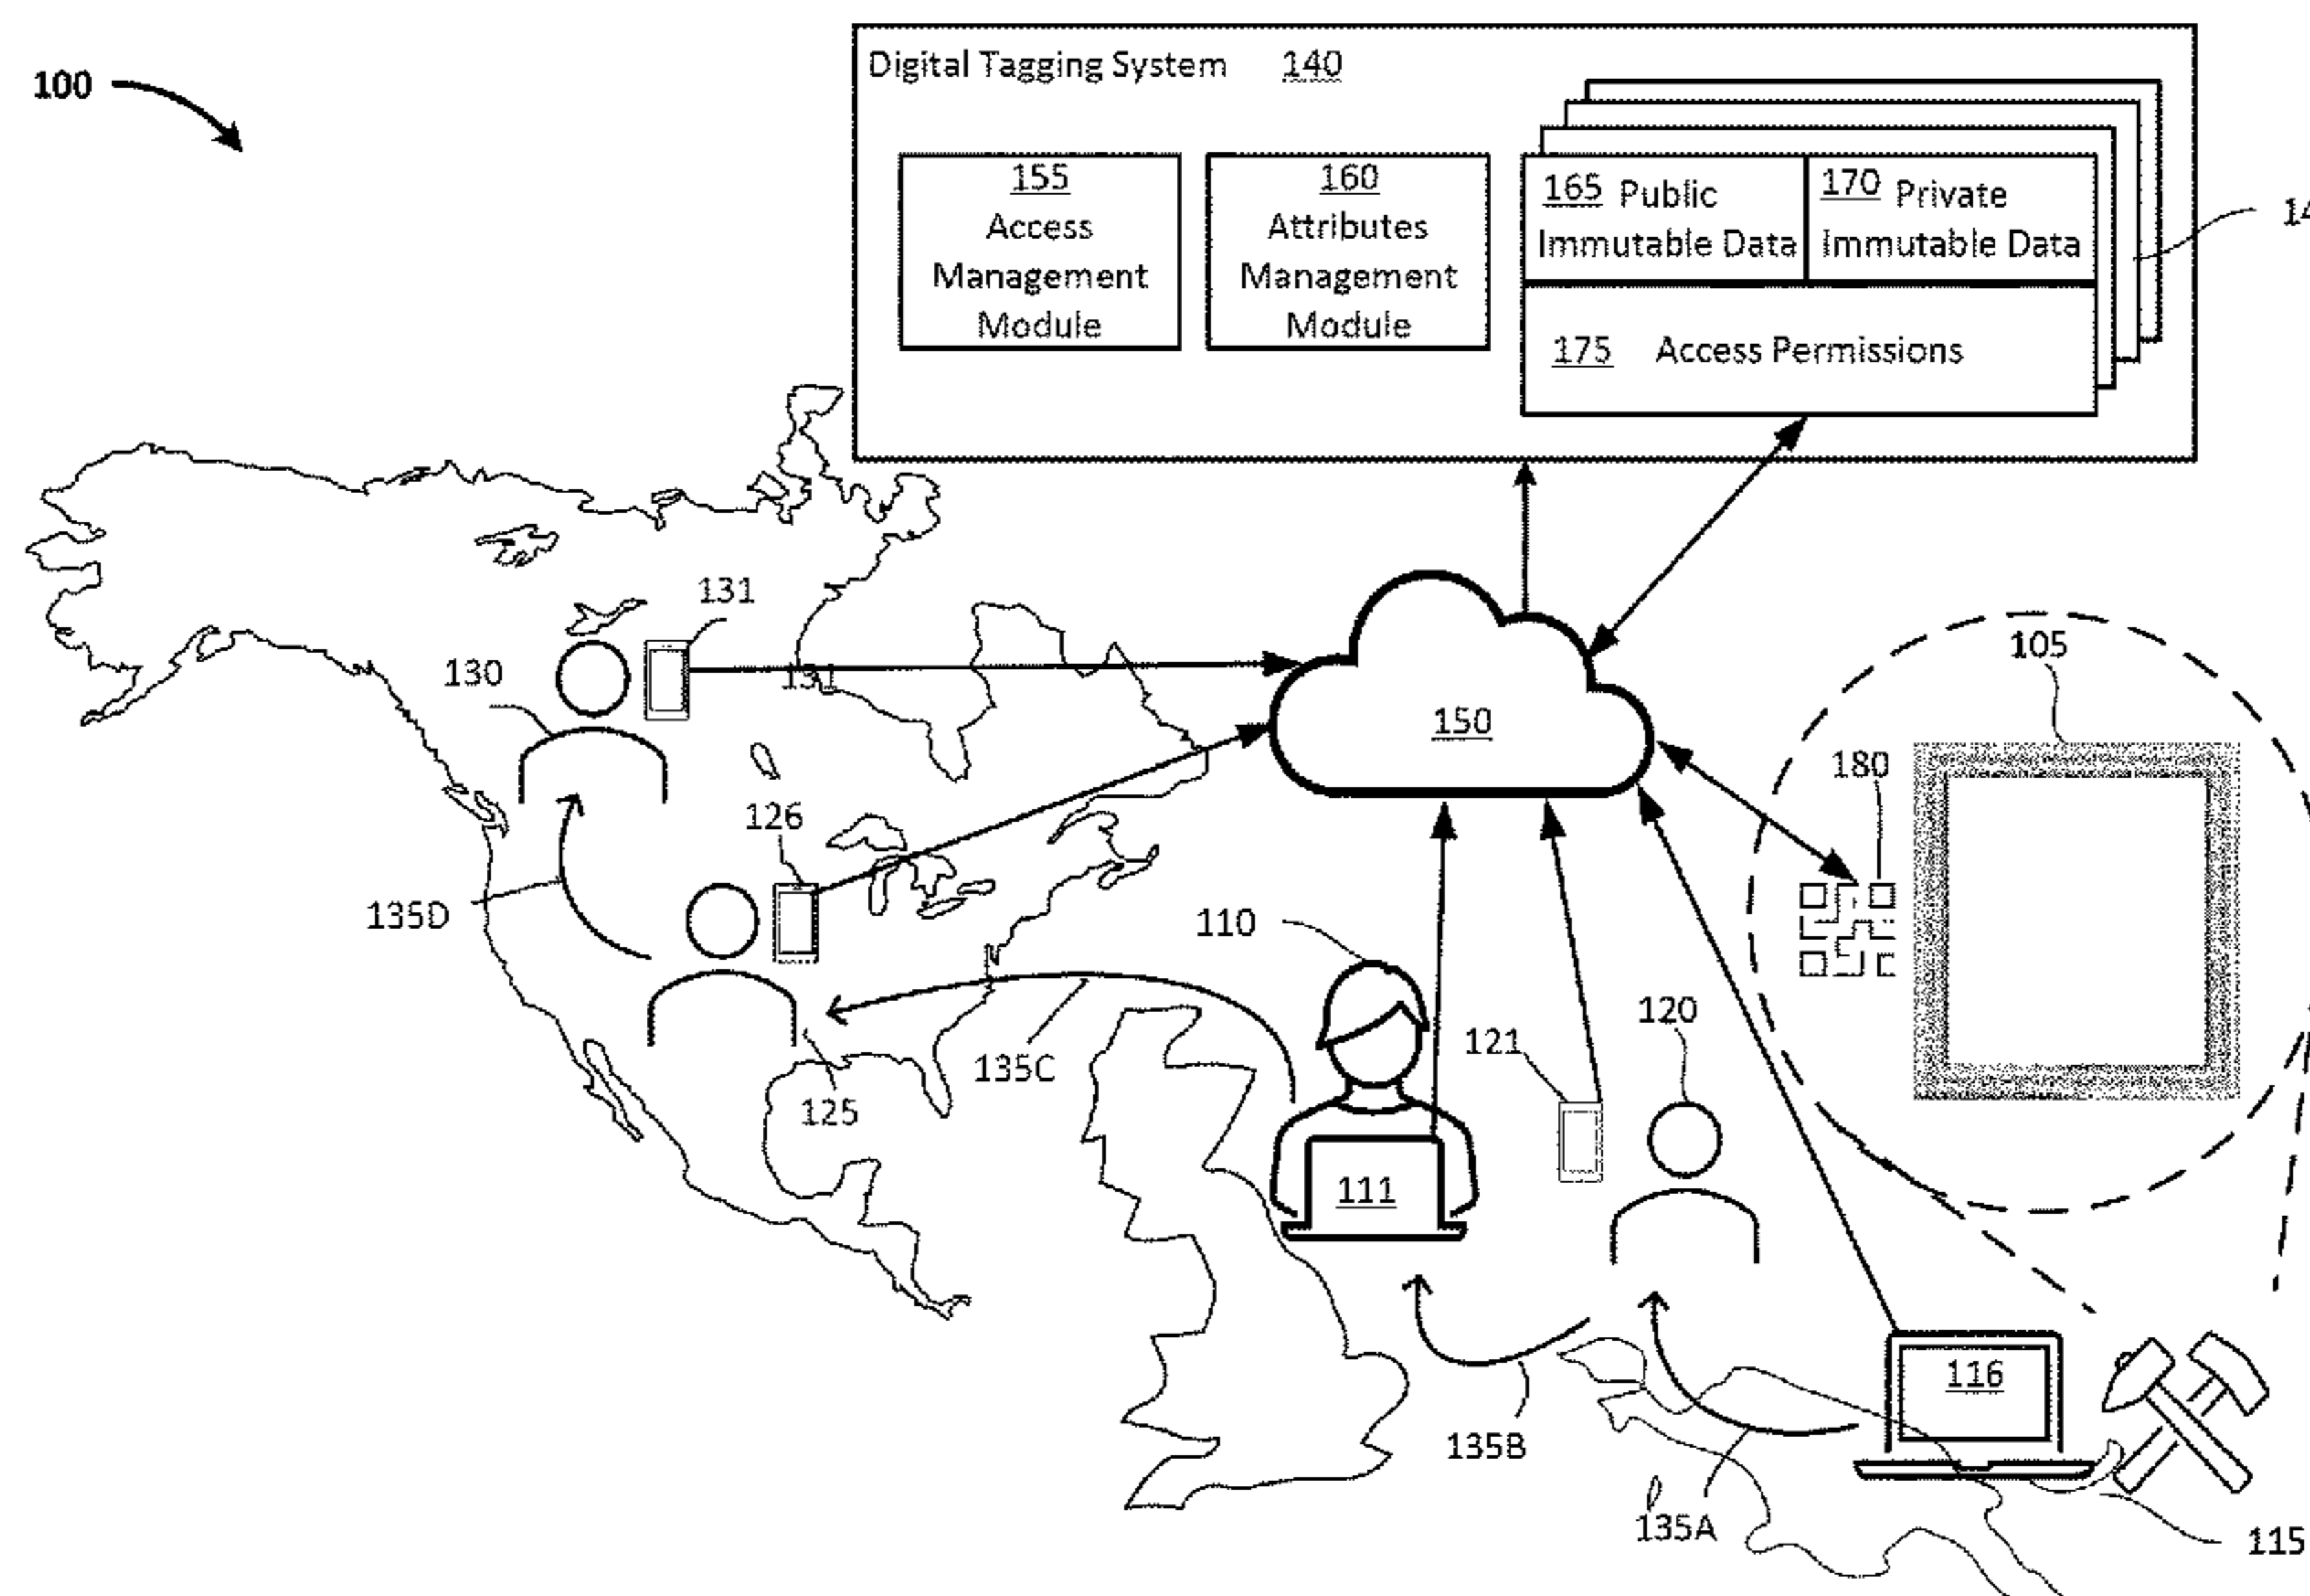 100
Digital Tagging System 140
155
Access
Management
Module
160
Attributes
Management
Module
165 Public
Immutable Data
170 Private
Immutable Data
175 Access Permissions
131
130
131
150
105
180
126
135D
110
120
121
135C
125
111
116
135B
135A
115